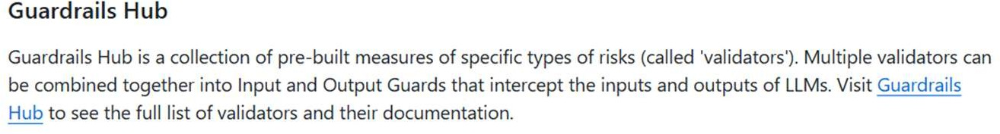 Guardrails Hub
Guardrails Hub is a collection of pre-built measures of specific types of risks (called 'validators'). Multiple validators can
be combined together into Input and Output Guards that intercept the inputs and outputs of LLMs. Visit Guardrails
Hub to see the full list of validators and their documentation.